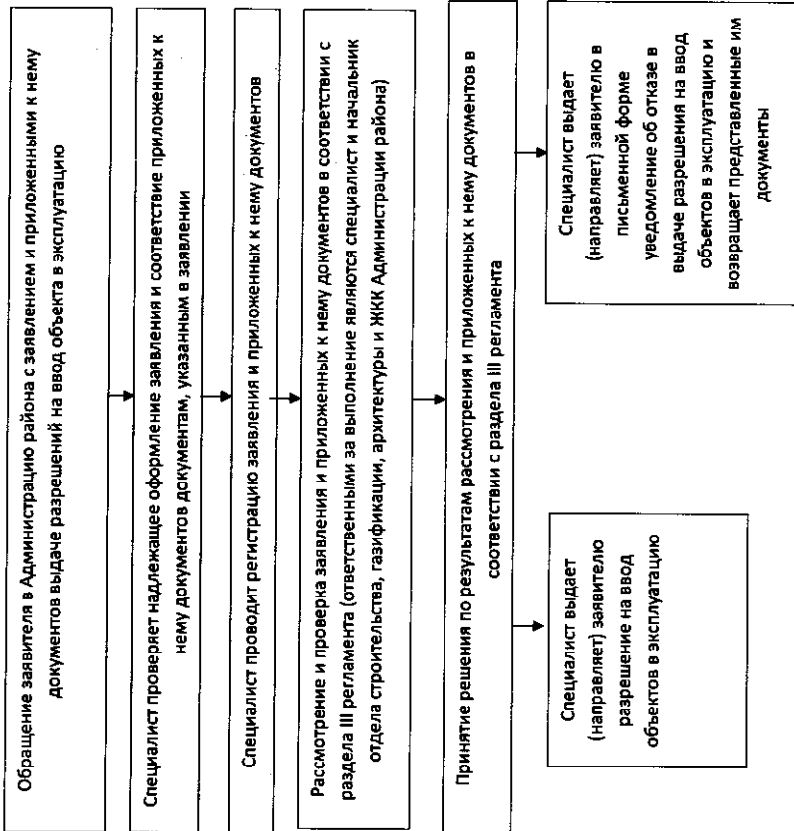 Обращение заявителя в Администрацию района с заявлением и приложенными к нему
документов выдаче разрешений на ввод объекта в эксплуатацию
Специалист проверяет надлежащее оформление заявления и соответствие приложенных к
нему документов документам, указанным в заявлении
Специалист проводит регистрацию заявления и приложенных к нему документов
Рассмотрение и проверка заявления и приложенных к нему документов в соответствии с
раздела III регламента (ответственными за выполнение являются специалист и начальник
отдела строительства, газификации, архитектуры и ЖКК Администрации района)
Принятие решения по результатам рассмотрения и приложенных к нему документов в
соответствии с раздела III регламента
Специалист выдает
(направляет) заявителю
разрешение на ввод
объектов в эксплуатацию
Специалист выдает
(направляет) заявителю в
письменной форме
уведомление об отказе в
выдаче разрешения на ввод
объектов в эксплуатацию и
возвращает представленные им
документы